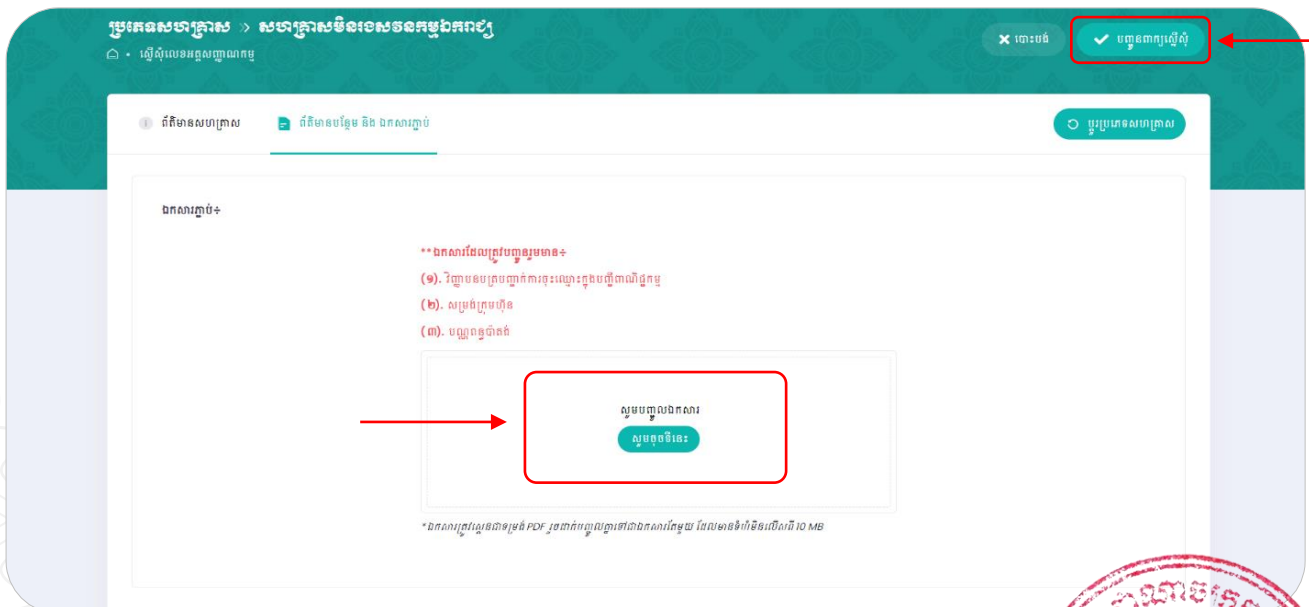 ប្រភេទសហគ្រាស >> សហគ្រាសមិនរងសវនកម្មឯករាជ្យ
ស្នើសុំលេខអត្តសញ្ញាណកម្ម
បោះបង់
បញ្ជូនពាក្យស្នើសុំ
ព័ត៌មានសហគ្រាស
ព័ត៌មានបន្ថែម និង ឯកសារភ្ជាប់
ប្តូរប្រភេទសហគ្រាស
ឯកសារភ្ជាប់÷
**ឯកសារដែលត្រូវបញ្ជូនរួមមាន÷
(១). វិញ្ញាបនបត្របញ្ជាក់ការចុះឈ្មោះក្នុងបញ្ជីពាណិជ្ជកម្ម
(២). សម្រង់ក្រុមហ៊ុន
(៣). បណ្ណពន្ធប៉ាតង់
សូមបញ្ចូលឯកសារ
សូមចុចទីនេះ
*ឯកសារត្រូវស្កេនជាទម្រង់ PDF រួចដាក់បញ្ចូលគ្នាទៅជាឯកសារតែមួយ ដែលមានទំហំមិនលើសពី 10 MB